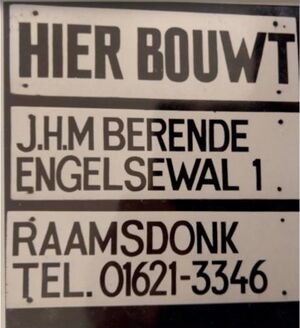 HIER BOUWT
J.H.M BERENDE
ENGELSEWAL 1.
RAAMSDONK
TEL. 01621-3346